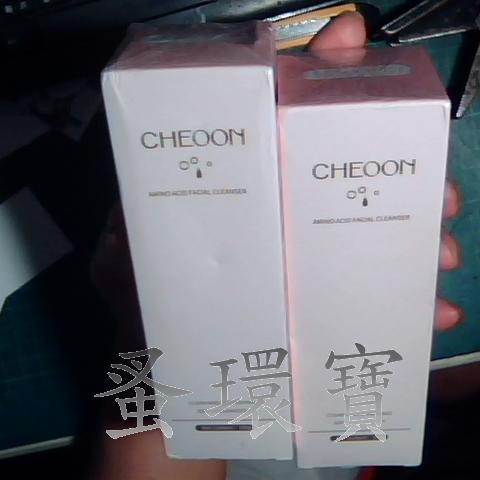 CHEOON
AMINO ACID FACIAL CLEANSER
CHEOON
AMINO ACID FACIAL CLEANSER
蚤環寶